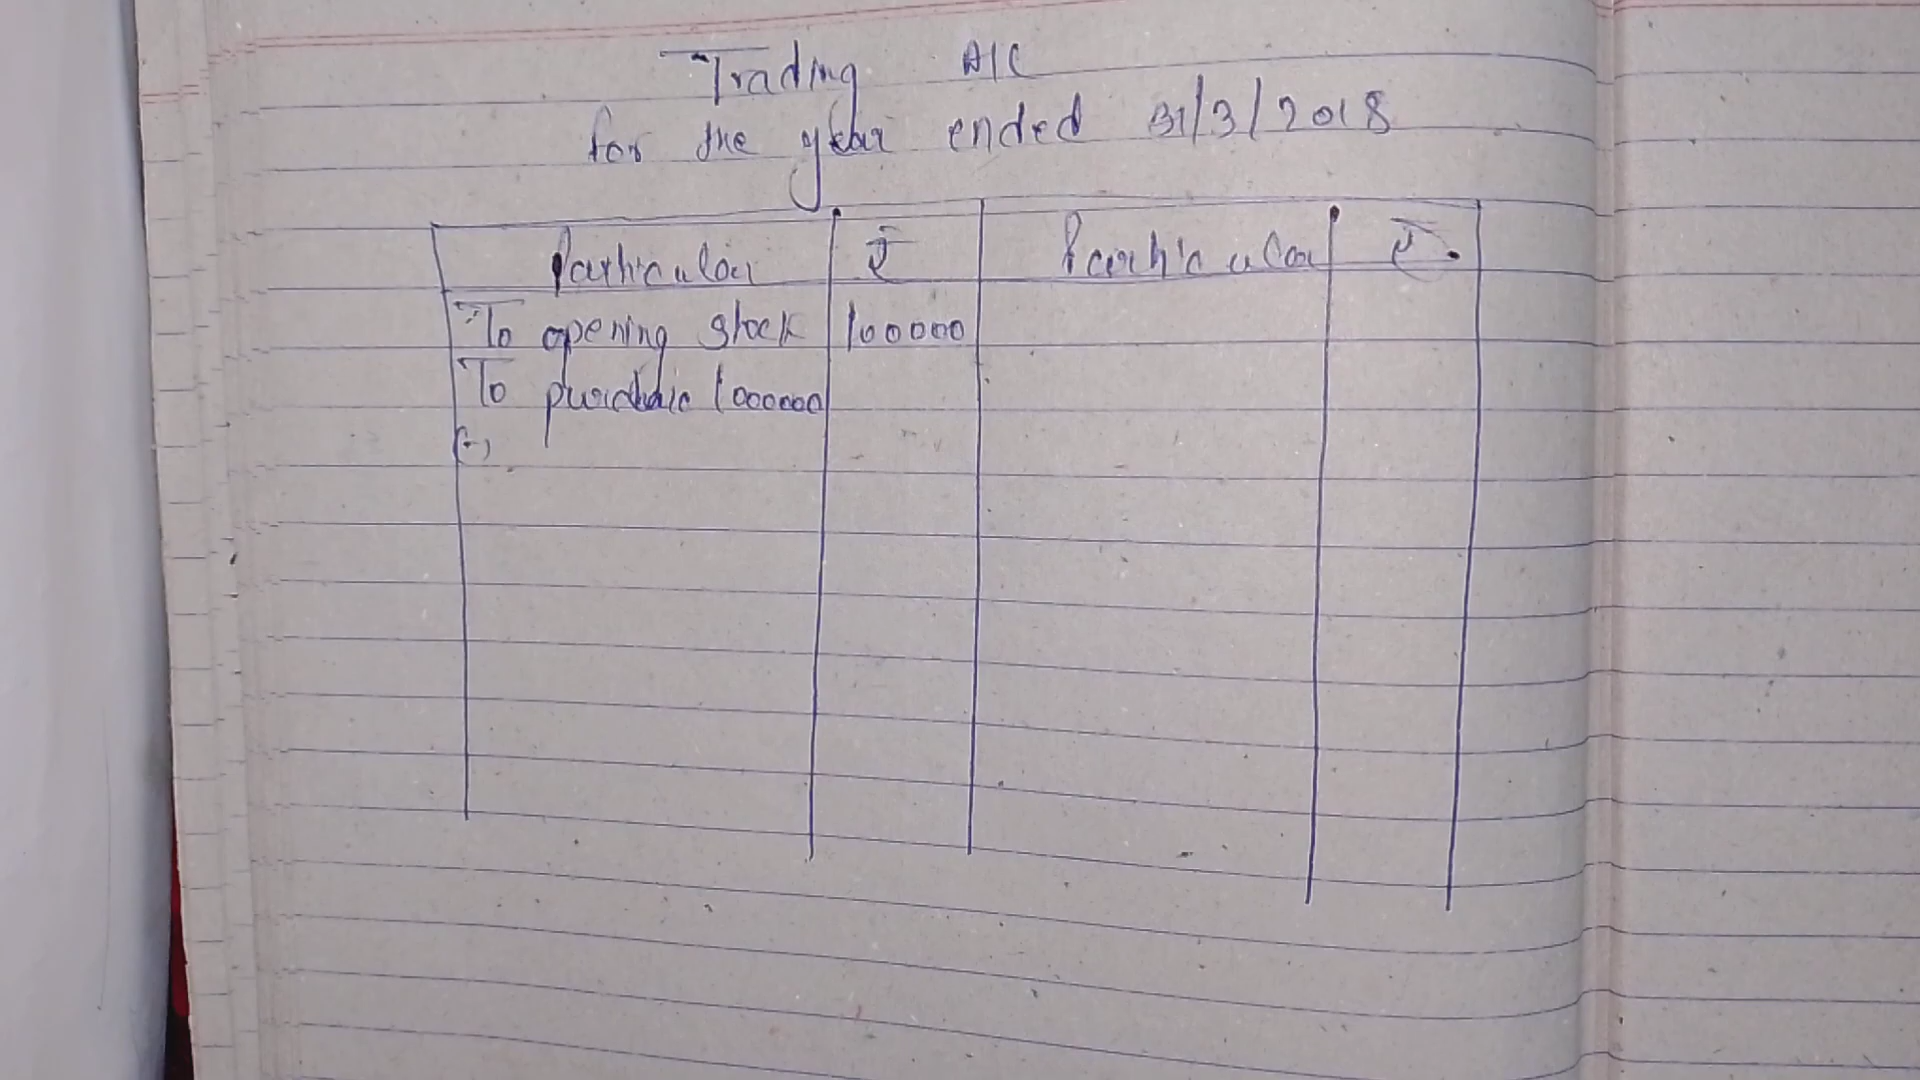 Trading A/C
for the year ended 31/3/2018
Particular ₹ Particular ₹
To opening stock 100000
To purchase 1000000
(-)